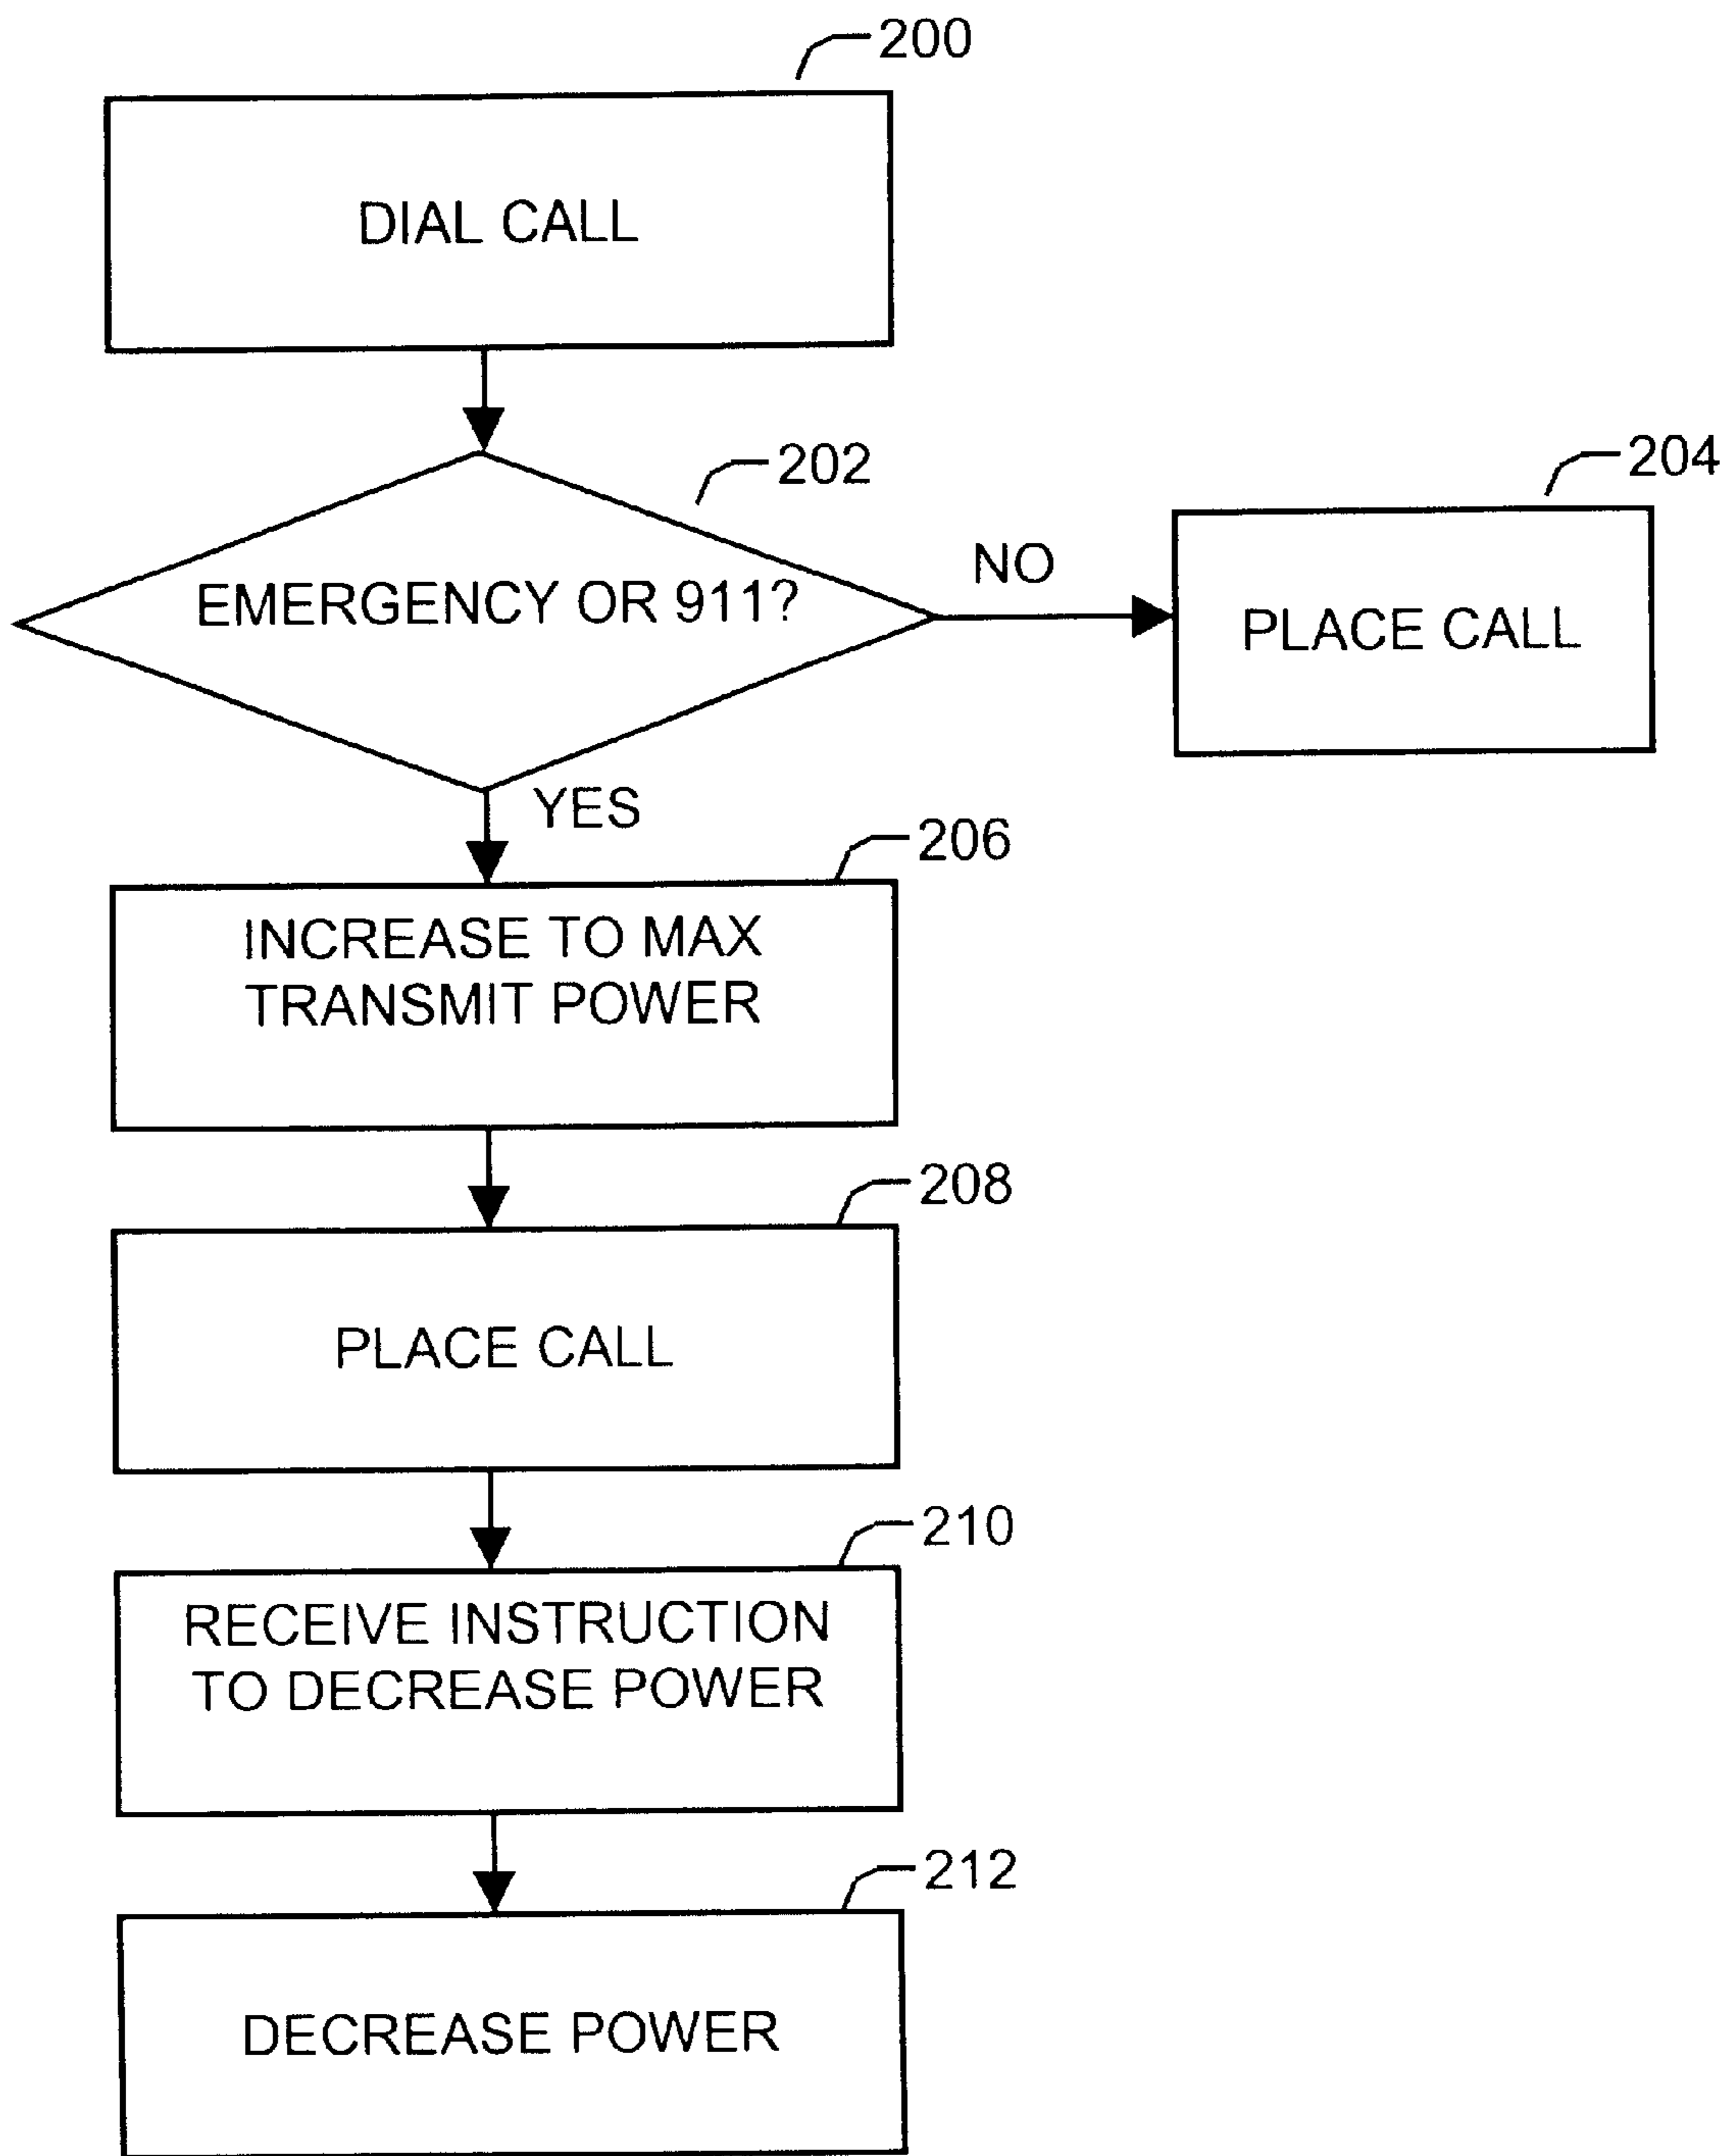 200
DIAL CALL
202
204
EMERGENCY OR 911?
NO
PLACE CALL
YES
206
INCREASE TO MAX
TRANSMIT POWER
208
PLACE CALL
210
RECEIVE INSTRUCTION
TO DECREASE POWER
212
DECREASE POWER